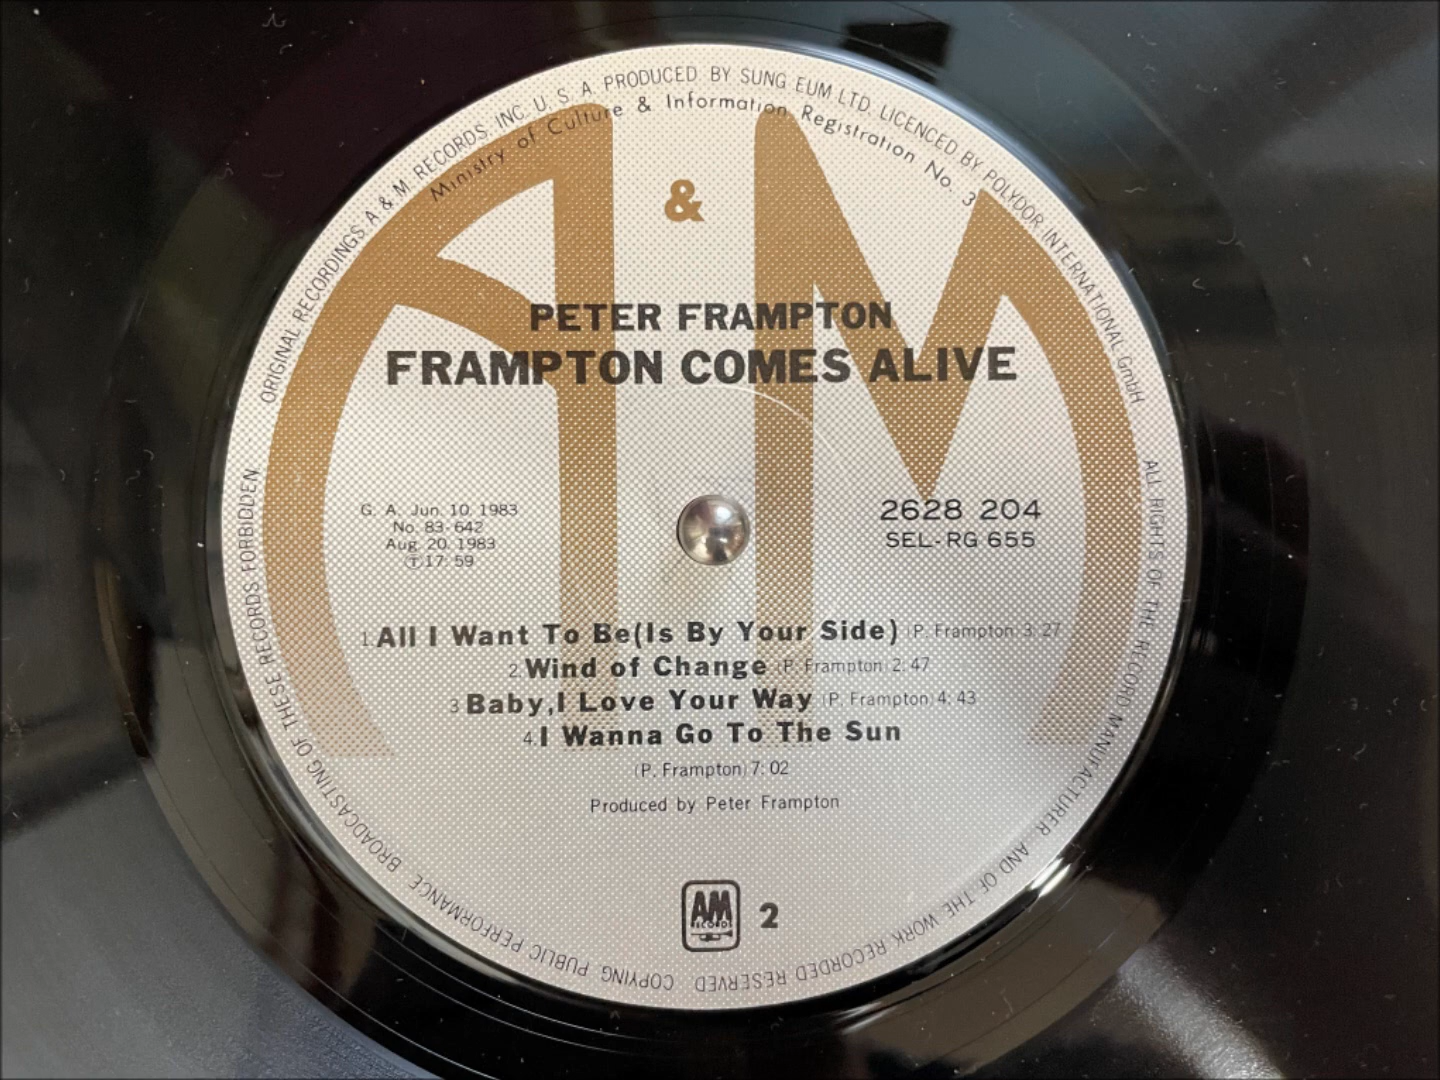 ORIGINAL RECORDINGS A & M RECORDS INC. U. S. A PRODUCED BY SUNG EUM LTD. LICENCED BY POLYDOR INTERNATIONAL GmbH
Ministry of Culture & Information Registration No. 3
A & M
PETER FRAMPTON
FRAMPTON COMES ALIVE
G. A. Jun. 10. 1983
No. 83-642
Aug. 20. 1983
Ⓣ17: 59
2628 204
SEL-RG 655
1.All I Want To Be(Is By Your Side) (P. Frampton) 3: 27
2.Wind of Change (P. Frampton) 2: 47
3 Baby,I Love Your Way (P. Frampton) 4: 43
4.I Wanna Go To The Sun
(P. Frampton) 7: 02
Produced by Peter Frampton
AM
RECORDS
2
ALL RIGHTS OF THE RECORD MANUFACTURER AND OF THE WORK RECORDED RESERVED COPYING PUBLIC PERFORMANCE BROADCASTING OF THESE RECORDS FORBIDDEN